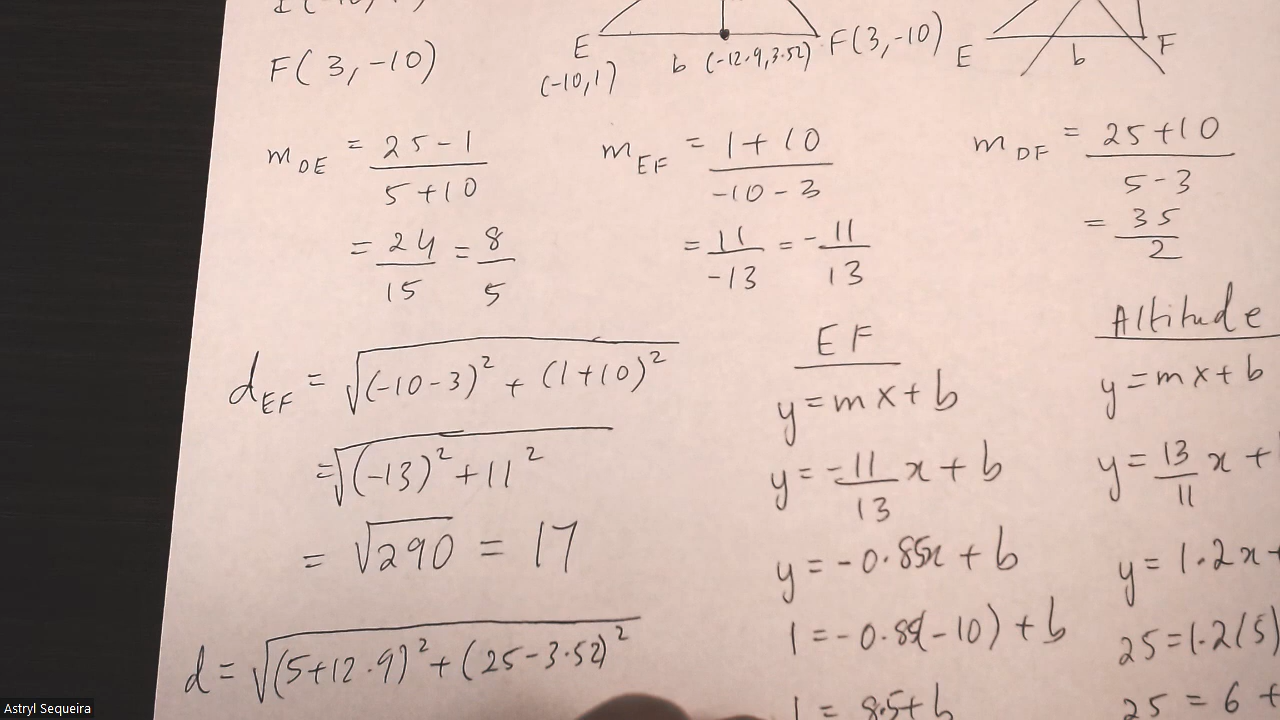 F(3, -10)
E
(-10,1)
b (-12.9,3.52) F(3,-10)
E b F
m_DE = (25-1)/(5+10)
= 24/15 = 8/5
m_EF = (1+10)/(-10-3)
= 11/-13 = -11/13
m_DF = (25+10)/(5-3)
= 35/2
d_EF = √((-10-3)² + (1+10)²)
= √((-13)² + 11²)
= √290 = 17
d = √((5+12.9)² + (25-3.52)²)
EF
y = mx + b
y = -11/13 x + b
y = -0.85x + b
1 = -0.85(-10) + b
1 = 8.5+b
Altitude
y = mx + b
y = 13/11 x +
y = 1.2x +
25 = 1.2(5)
25 = 6 +
Astryl Sequeira